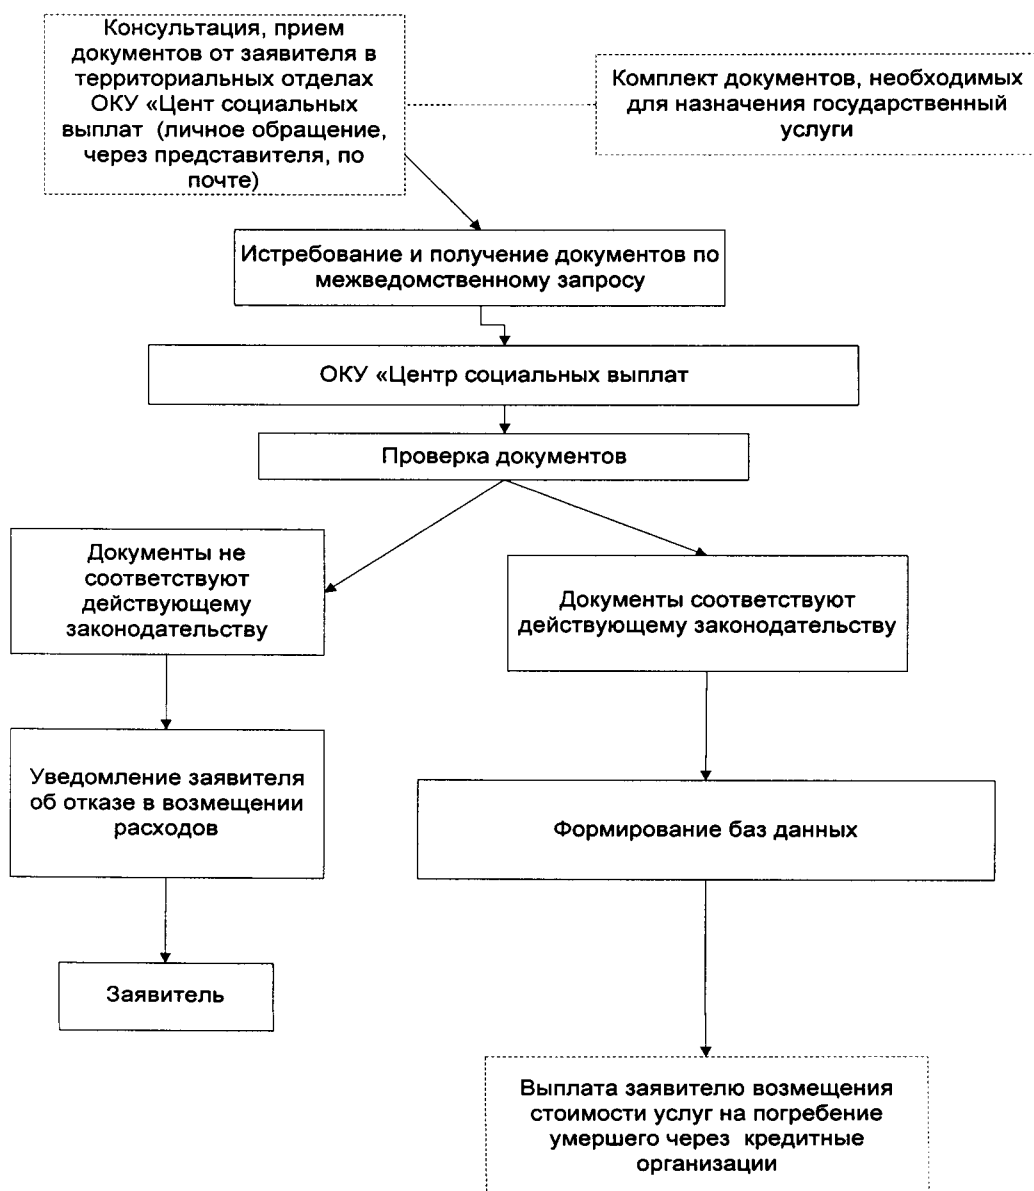 Консультация, прием
документов от заявителя в
территориальных отделах
ОКУ «Цент социальных
выплат (личное обращение,
через представителя, по
почте)
Комплект документов, необходимых
для назначения государственный
услуги
Истребование и получение документов по
межведомственному запросу
ОКУ «Центр социальных выплат
Проверка документов
Документы не
соответствуют
действующему
законодательству
Документы соответствуют
действующему законодательству
Уведомление заявителя
об отказе в возмещении
расходов
Формирование баз данных
Заявитель
Выплата заявителю возмещения
стоимости услуг на погребение
умершего через кредитные
организации